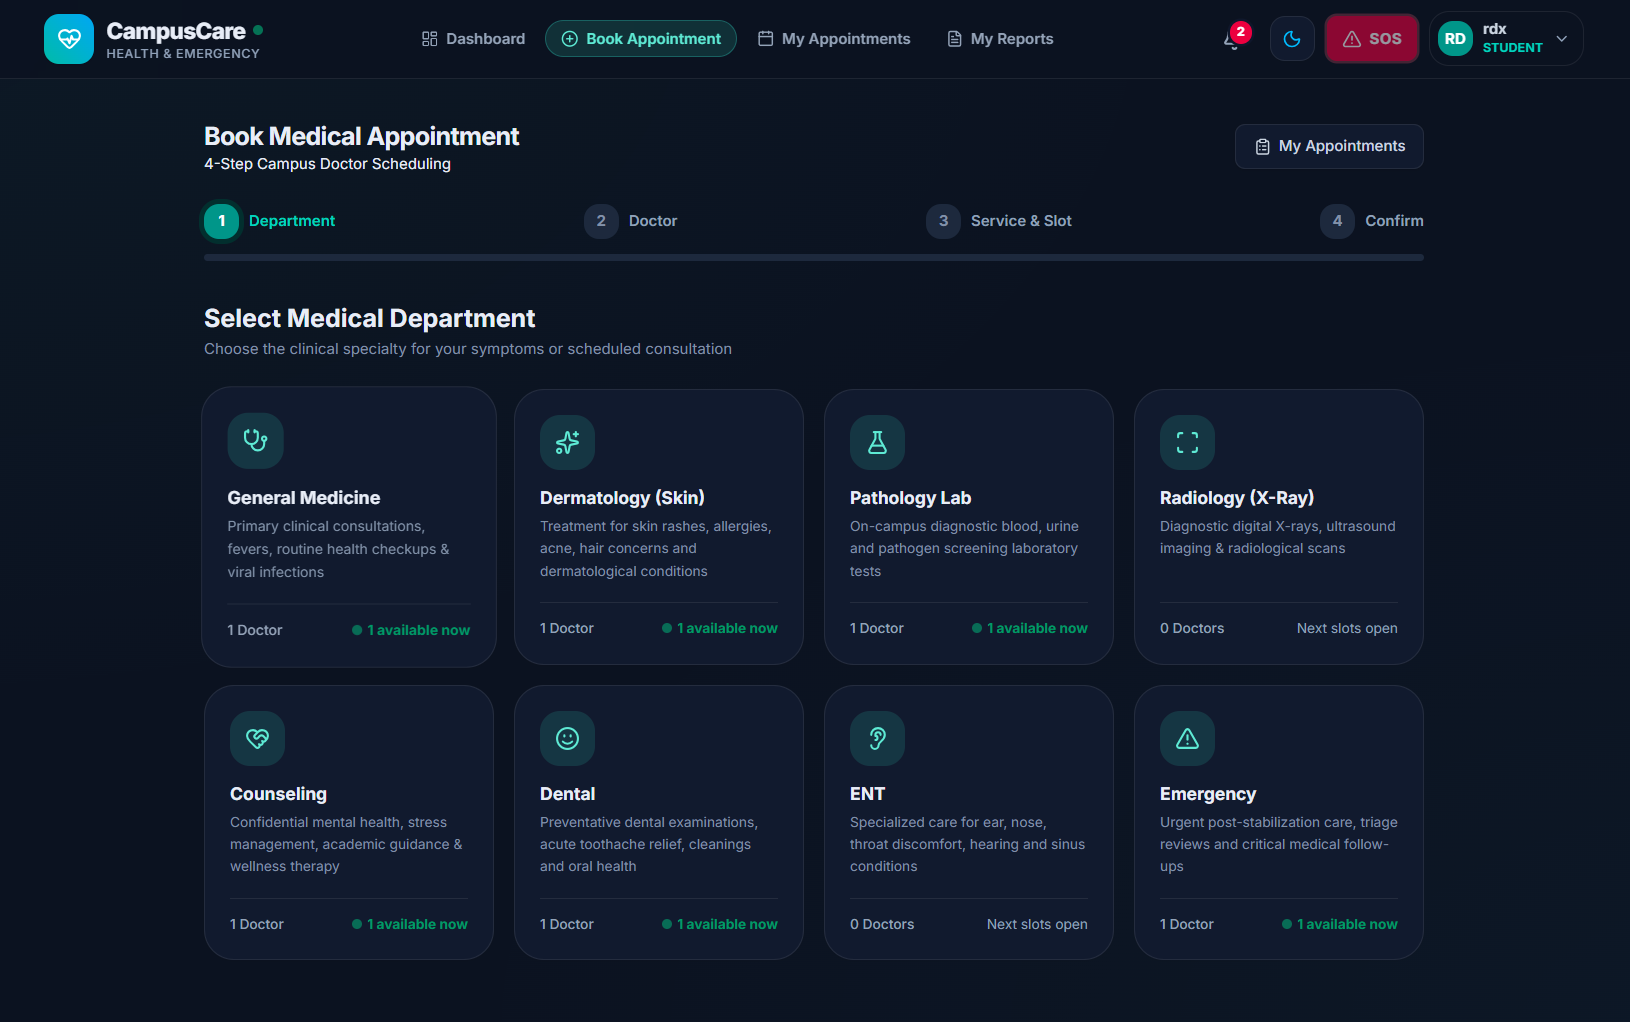 CampusCare
HEALTH & EMERGENCY
Dashboard
Book Appointment
My Appointments
My Reports
2
SOS
RD
rdx
STUDENT
Book Medical Appointment
4-Step Campus Doctor Scheduling
My Appointments
1 Department
2 Doctor
3 Service & Slot
4 Confirm
Select Medical Department
Choose the clinical specialty for your symptoms or scheduled consultation
General Medicine
Primary clinical consultations,
fevers, routine health checkups &
viral infections
1 Doctor
1 available now
Dermatology (Skin)
Treatment for skin rashes, allergies,
acne, hair concerns and
dermatological conditions
1 Doctor
1 available now
Pathology Lab
On-campus diagnostic blood, urine
and pathogen screening laboratory
tests
1 Doctor
1 available now
Radiology (X-Ray)
Diagnostic digital X-rays, ultrasound
imaging & radiological scans
0 Doctors
Next slots open
Counseling
Confidential mental health, stress
management, academic guidance &
wellness therapy
1 Doctor
1 available now
Dental
Preventative dental examinations,
acute toothache relief, cleanings
and oral health
1 Doctor
1 available now
ENT
Specialized care for ear, nose,
throat discomfort, hearing and sinus
conditions
0 Doctors
Next slots open
Emergency
Urgent post-stabilization care, triage
reviews and critical medical follow-
ups
1 Doctor
1 available now